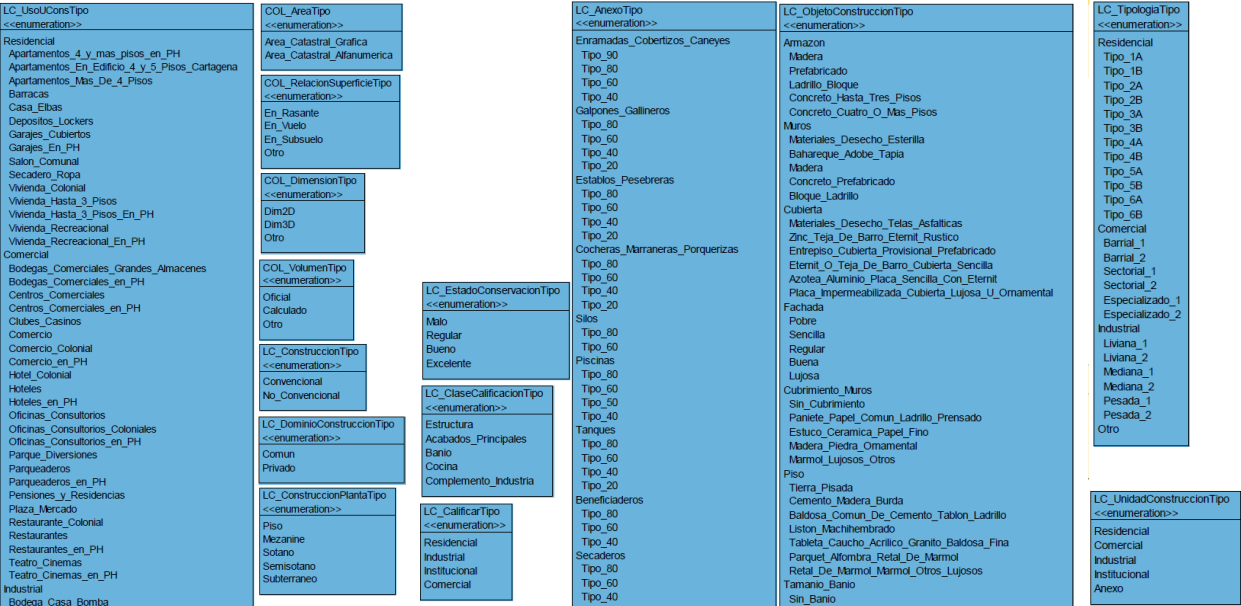 LC_UsoUConsTipo
<<enumeration>>
Residencial
Apartamentos_4_y_mas_pisos_en_PH
Apartamentos_En_Edificio_4_y_5_Pisos_Cartagena
Apartamentos_Mas_De_4_Pisos
Barracas
Casa_Elbas
Depositos_Lockers
Garajes_Cubiertos
Garajes_En_PH
Salon_Comunal
Secadero_Ropa
Vivienda_Colonial
Vivienda_Hasta_3_Pisos
Vivienda_Hasta_3_Pisos_En_PH
Vivienda_Recreacional
Vivienda_Recreacional_En_PH
Comercial
Bodegas_Comerciales_Grandes_Almacenes
Bodegas_Comerciales_en_PH
Centros_Comerciales
Centros_Comerciales_en_PH
Clubes_Casinos
Comercio
Comercio_Colonial
Comercio_en_PH
Hotel_Colonial
Hoteles
Hoteles_en_PH
Oficinas_Consultorios
Oficinas_Consultorios_Coloniales
Oficinas_Consultorios_en_PH
Parque_Diversiones
Parqueaderos
Parqueaderos_en_PH
Pensiones_y_Residencias
Plaza_Mercado
Restaurante_Colonial
Restaurantes
Restaurantes_en_PH
Teatro_Cinemas
Teatro_Cinemas_en_PH
Industrial
Bodega_Casa_Bomba
COL_AreaTipo
<<enumeration>>
Area_Catastral_Grafica
Area_Catastral_Alfanumerica
COL_RelacionSuperficieTipo
<<enumeration>>
En_Rasante
En_Vuelo
En_Subsuelo
Otro
COL_DimensionTipo
<<enumeration>>
Dim2D
Dim3D
Otro
COL_VolumenTipo
<<enumeration>>
Oficial
Calculado
Otro
LC_ConstruccionTipo
<<enumeration>>
Convencional
No_Convencional
LC_DominioConstruccionTipo
<<enumeration>>
Comun
Privado
LC_ConstruccionPlantaTipo
<<enumeration>>
Piso
Mezanine
Sotano
Semisotano
Subterraneo
LC_EstadoConservacionTipo
<<enumeration>>
Malo
Regular
Bueno
Excelente
LC_ClaseCalificacionTipo
<<enumeration>>
Estructura
Acabados_Principales
Banio
Cocina
Complemento_Industria
LC_CalificarTipo
<<enumeration>>
Residencial
Industrial
Institucional
Comercial
LC_AnexoTipo
<<enumeration>>
Enramadas_Cobertizos_Caneyes
Tipo_90
Tipo_80
Tipo_60
Tipo_40
Galpones_Gallineros
Tipo_80
Tipo_60
Tipo_40
Tipo_20
Establos_Pesebreras
Tipo_80
Tipo_60
Tipo_40
Tipo_20
Cocheras_Marraneras_Porquerizas
Tipo_80
Tipo_60
Tipo_40
Tipo_20
Silos
Tipo_80
Tipo_60
Piscinas
Tipo_80
Tipo_60
Tipo_50
Tipo_40
Tanques
Tipo_80
Tipo_60
Tipo_40
Tipo_20
Beneficiaderos
Tipo_80
Tipo_60
Tipo_40
Secaderos
Tipo_80
Tipo_60
Tipo_40
LC_ObjetoConstruccionTipo
<<enumeration>>
Armazon
Madera
Prefabricado
Ladrillo_Bloque
Concreto_Hasta_Tres_Pisos
Concreto_Cuatro_O_Mas_Pisos
Muros
Materiales_Desecho_Esterilla
Bahareque_Adobe_Tapia
Madera
Concreto_Prefabricado
Bloque_Ladrillo
Cubierta
Materiales_Desecho_Telas_Asfalticas
Zinc_Teja_De_Barro_Eternit_Rustico
Entrepiso_Cubierta_Provisional_Prefabricado
Eternit_O_Teja_De_Barro_Cubierta_Sencilla
Azotea_Aluminio_Placa_Sencilla_Con_Eternit
Placa_Impermeabilizada_Cubierta_Lujosa_U_Ornamental
Fachada
Pobre
Sencilla
Regular
Buena
Lujosa
Cubrimiento_Muros
Sin_Cubrimiento
Paniete_Papel_Comun_Ladrillo_Prensado
Estuco_Ceramica_Papel_Fino
Madera_Piedra_Ornamental
Marmol_Lujosos_Otros
Piso
Tierra_Pisada
Cemento_Madera_Burda
Baldosa_Comun_De_Cemento_Tablon_Ladrillo
Liston_Machihembrado
Tableta_Caucho_Acrilico_Granito_Baldosa_Fina
Parquet_Alfombra_Retal_De_Marmol
Retal_De_Marmol_Marmol_Otros_Lujosos
Tamanio_Banio
Sin_Banio
LC_TipologiaTipo
<<enumeration>>
Residencial
Tipo_1A
Tipo_1B
Tipo_2A
Tipo_2B
Tipo_3A
Tipo_3B
Tipo_4A
Tipo_4B
Tipo_5A
Tipo_5B
Tipo_6A
Tipo_6B
Comercial
Barrial_1
Barrial_2
Sectorial_1
Sectorial_2
Especializado_1
Especializado_2
Industrial
Liviana_1
Liviana_2
Mediana_1
Mediana_2
Pesada_1
Pesada_2
Otro
LC_UnidadConstruccionTipo
<<enumeration>>
Residencial
Comercial
Industrial
Institucional
Anexo